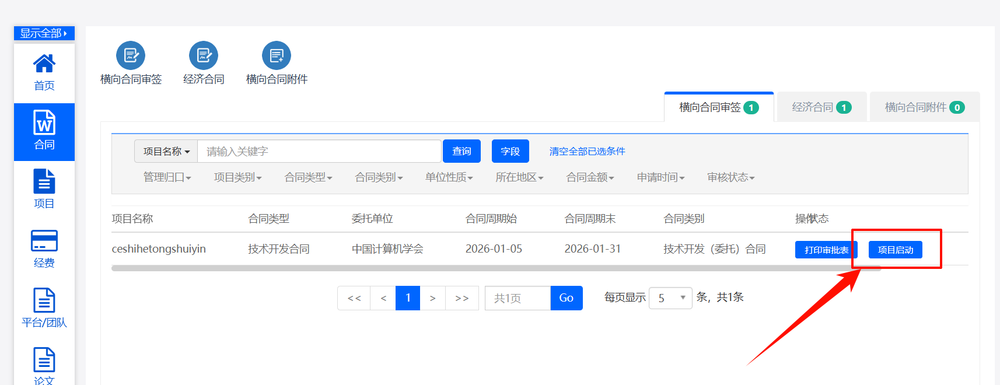 显示全部
首页
合同
项目
经费
平台/团队
论文
横向合同审签
经济合同
横向合同附件
横向合同审签 1
经济合同 1
横向合同附件 0
项目名称
请输入关键字
查询
字段
清空全部已选条件
管理归口
项目类别
合同类型
合同类别
单位性质
所在地区
合同金额
申请时间
审核状态
项目名称 合同类型 委托单位 合同周期始 合同周期末 合同类别 操作状态
ceshihetongshuiyin 技术开发合同 中国计算机学会 2026-01-05 2026-01-31 技术开发（委托）合同 打印审批表 项目启动
<< < 1 > >> 共1页 Go 每页显示 5 条，共1条